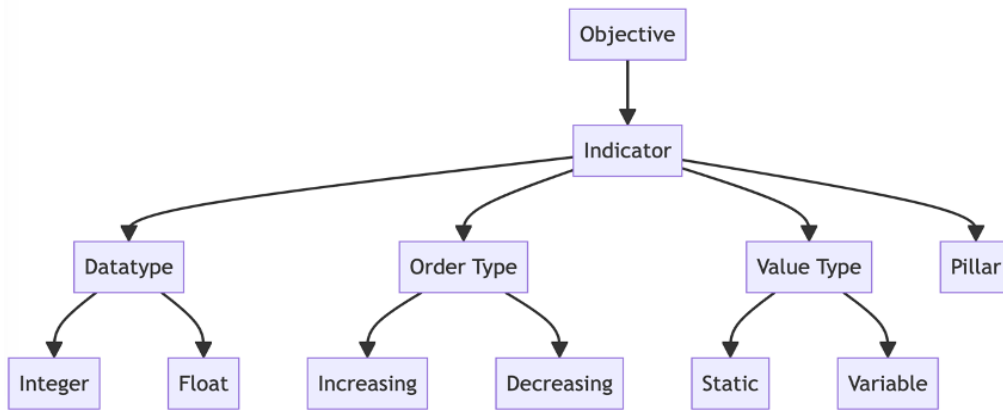 Objective
Indicator
Datatype
Order Type
Value Type
Pillar
Integer
Float
Increasing
Decreasing
Static
Variable